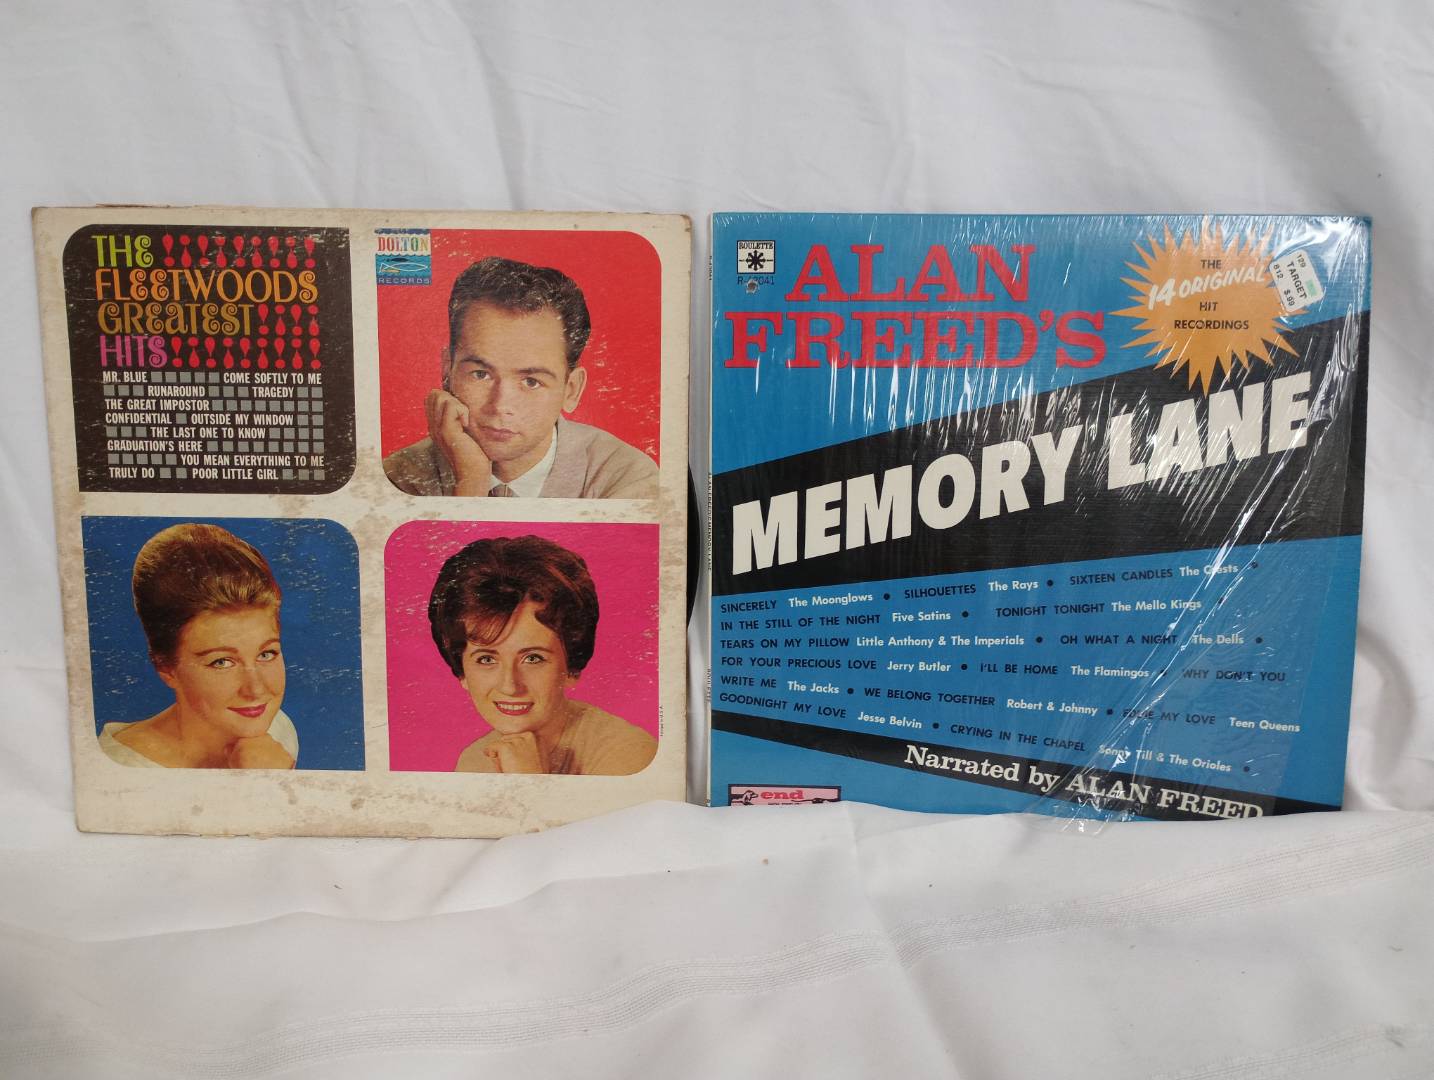 THE
FLEETWOODS
GREATEST
HITS
MR. BLUE COME SOFTLY TO ME
RUNAROUND TRAGEDY
THE GREAT IMPOSTOR
CONFIDENTIAL OUTSIDE MY WINDOW
THE LAST ONE TO KNOW
GRADUATION'S HERE
YOU MEAN EVERYTHING TO ME
TRULY DO POOR LITTLE GIRL
DOLTON
RECORDS
ROULETTE
ALAN
FREED'S
THE
14 ORIGINAL
HIT
RECORDINGS
129
TARGET
812 $.99
MEMORY LANE
SINCERELY The Moonglows • SILHOUETTES The Rays • SIXTEEN CANDLES The Crests •
IN THE STILL OF THE NIGHT Five Satins • TONIGHT TONIGHT The Mello Kings •
TEARS ON MY PILLOW Little Anthony & The Imperials • OH WHAT A NIGHT The Dells •
FOR YOUR PRECIOUS LOVE Jerry Butler • I'LL BE HOME The Flamingos • WHY DON'T YOU
WRITE ME The Jacks • WE BELONG TOGETHER Robert & Johnny • EDDIE MY LOVE Teen Queens
GOODNIGHT MY LOVE Jesse Belvin • CRYING IN THE CHAPEL Sonny Till & The Orioles •
Narrated by ALAN FREED
end